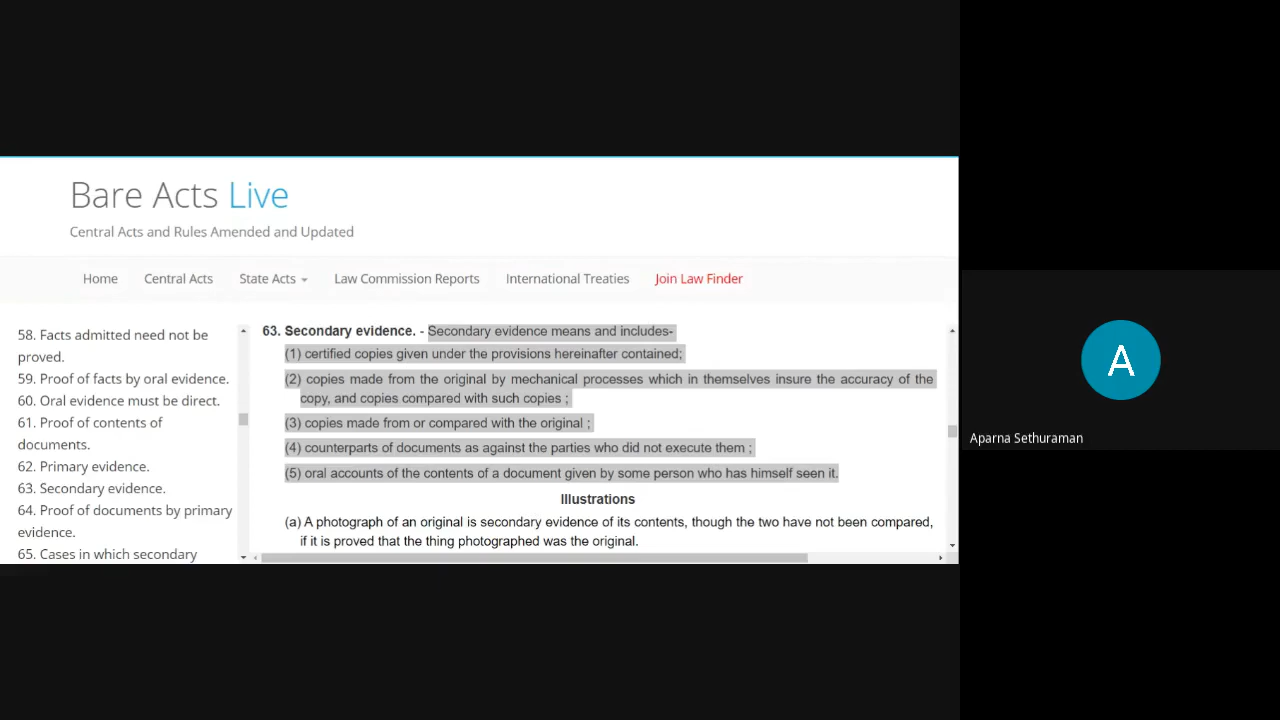 Bare Acts Live
Central Acts and Rules Amended and Updated
Home Central Acts State Acts Law Commission Reports International Treaties Join Law Finder
58. Facts admitted need not be
proved.
59. Proof of facts by oral evidence.
60. Oral evidence must be direct.
61. Proof of contents of
documents.
62. Primary evidence.
63. Secondary evidence.
64. Proof of documents by primary
evidence.
65. Cases in which secondary
63. Secondary evidence. - Secondary evidence means and includes-
(1) certified copies given under the provisions hereinafter contained;
(2) copies made from the original by mechanical processes which in themselves insure the accuracy of the
copy, and copies compared with such copies ;
(3) copies made from or compared with the original ;
(4) counterparts of documents as against the parties who did not execute them ;
(5) oral accounts of the contents of a document given by some person who has himself seen it.
Illustrations
(a) A photograph of an original is secondary evidence of its contents, though the two have not been compared,
if it is proved that the thing photographed was the original.
A
Aparna Sethuraman